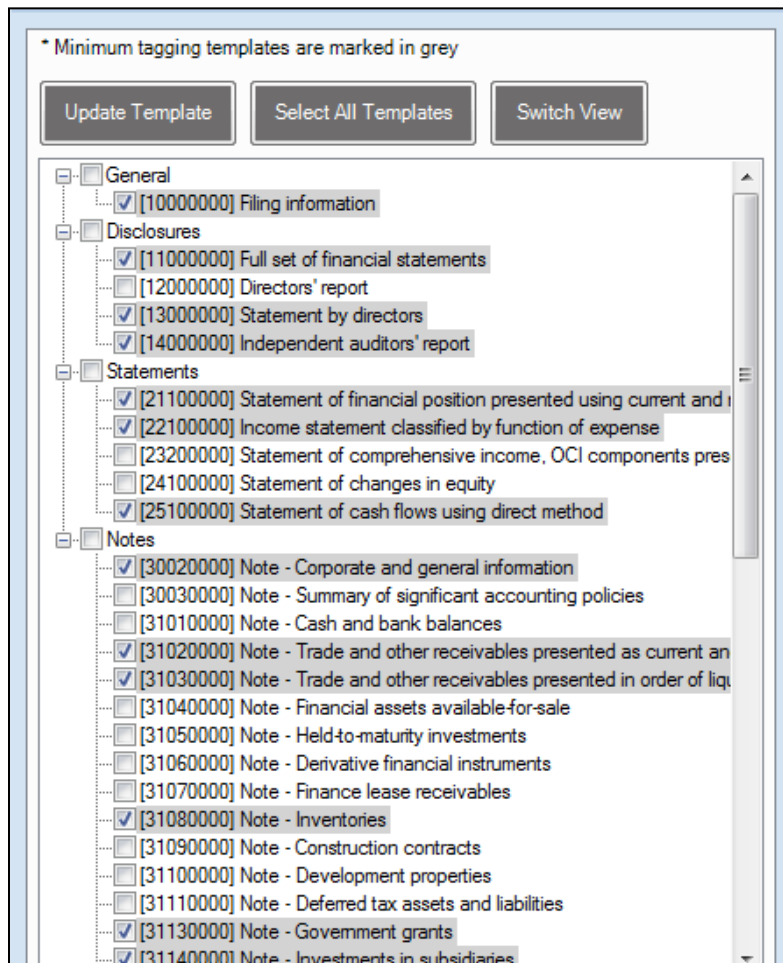 * Minimum tagging templates are marked in grey
Update Template
Select All Templates
Switch View
General
[10000000] Filing information
Disclosures
[11000000] Full set of financial statements
[12000000] Directors' report
[13000000] Statement by directors
[14000000] Independent auditors' report
Statements
[21100000] Statement of financial position presented using current and
[22100000] Income statement classified by function of expense
[23200000] Statement of comprehensive income, OCI components pres
[24100000] Statement of changes in equity
[25100000] Statement of cash flows using direct method
Notes
[30020000] Note - Corporate and general information
[30030000] Note - Summary of significant accounting policies
[31010000] Note - Cash and bank balances
[31020000] Note - Trade and other receivables presented as current an
[31030000] Note - Trade and other receivables presented in order of liq
[31040000] Note - Financial assets available-for-sale
[31050000] Note - Held-to-maturity investments
[31060000] Note - Derivative financial instruments
[31070000] Note - Finance lease receivables
[31080000] Note - Inventories
[31090000] Note - Construction contracts
[31100000] Note - Development properties
[31110000] Note - Deferred tax assets and liabilities
[31130000] Note - Government grants
[31140000] Note - Investments in subsidiaries